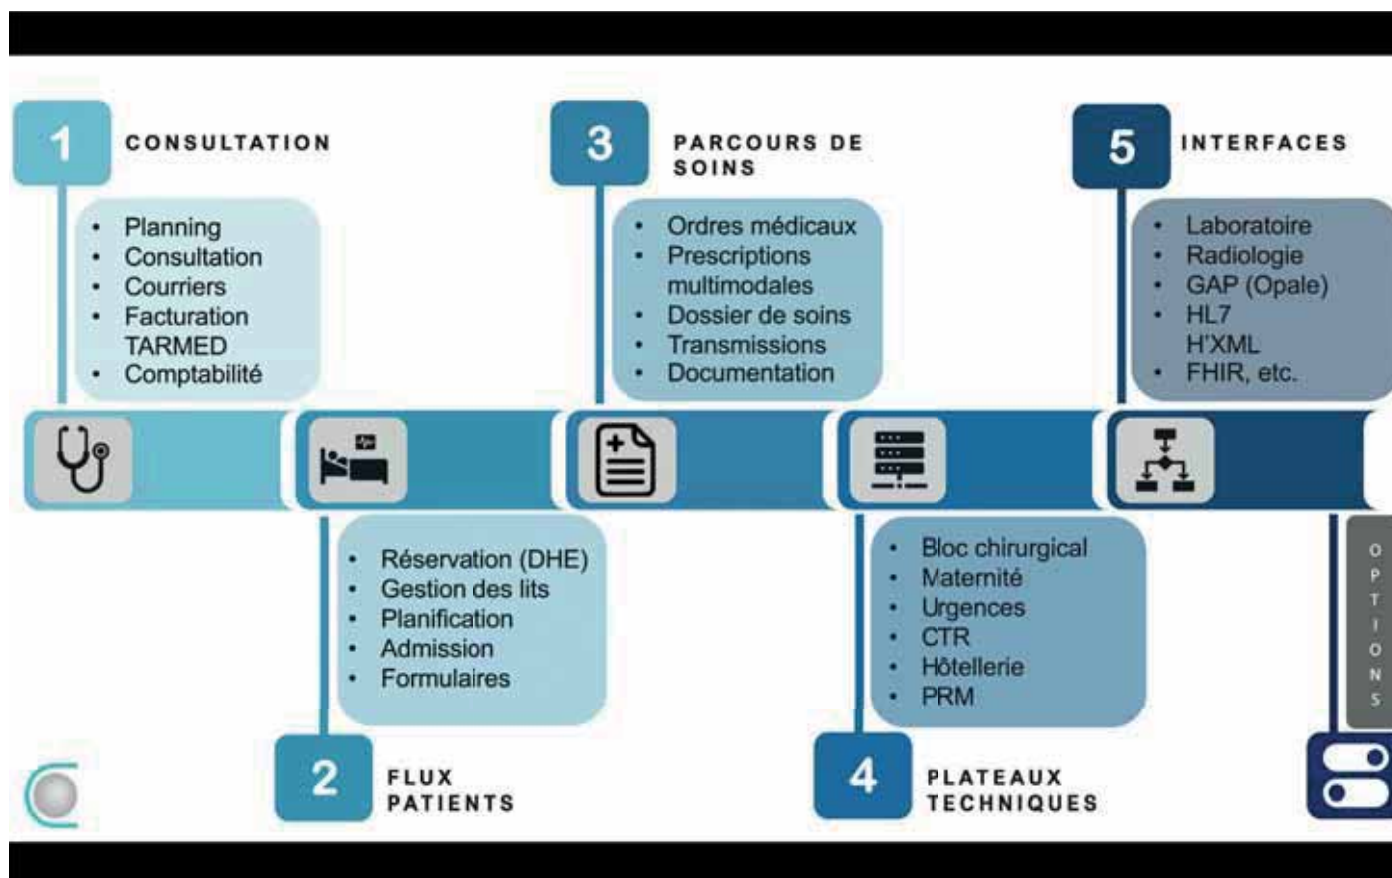 1
CONSULTATION
• Planning
• Consultation
• Courriers
• Facturation
TARMED
• Comptabilité
2
FLUX
PATIENTS
• Réservation (DHE)
• Gestion des lits
• Planification
• Admission
• Formulaires
3
PARCOURS DE
SOINS
• Ordres médicaux
• Prescriptions
multimodales
• Dossier de soins
• Transmissions
• Documentation
4
PLATEAUX
TECHNIQUES
• Bloc chirurgical
• Maternité
• Urgences
• CTR
• Hôtellerie
• PRM
5
INTERFACES
• Laboratoire
• Radiologie
• GAP (Opale)
• HL7
H'XML
• FHIR, etc.
OPTIONS